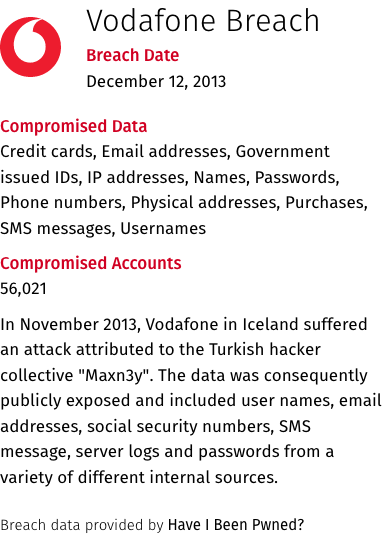 Vodafone Breach
Breach Date
December 12, 2013
Compromised Data
Credit cards, Email addresses, Government
issued IDs, IP addresses, Names, Passwords,
Phone numbers, Physical addresses, Purchases,
SMS messages, Usernames
Compromised Accounts
56,021
In November 2013, Vodafone in Iceland suffered
an attack attributed to the Turkish hacker
collective "Maxn3y". The data was consequently
publicly exposed and included user names, email
addresses, social security numbers, SMS
message, server logs and passwords from a
variety of different internal sources.
Breach data provided by Have I Been Pwned?